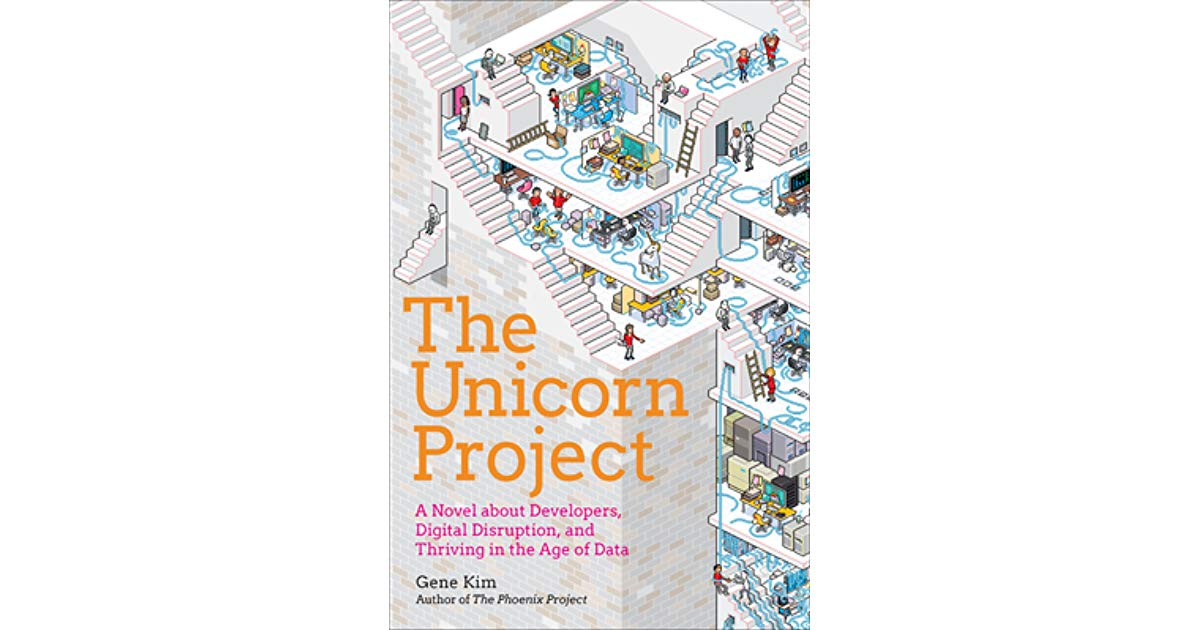 The
Unicorn
Project
A Novel about Developers,
Digital Disruption, and
Thriving in the Age of Data
Gene Kim
Author of The Phoenix Project